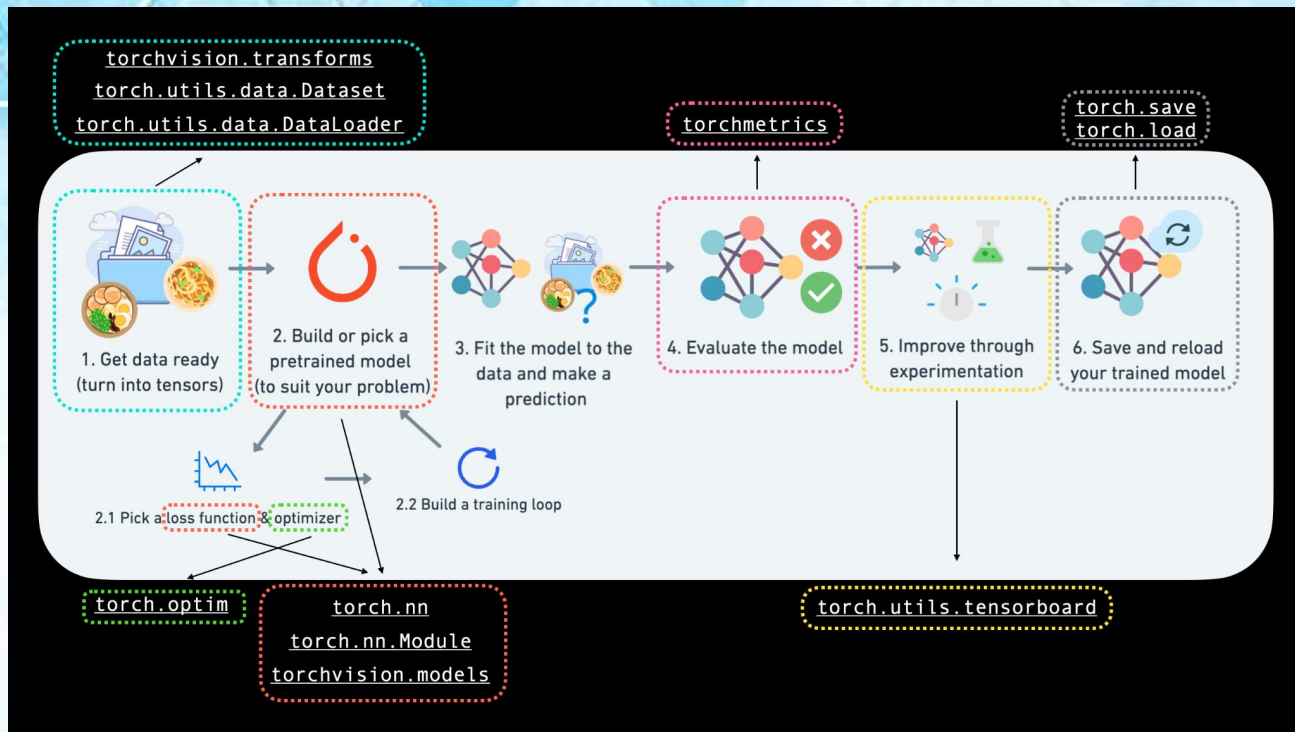 torchvision.transforms
torch.utils.data.Dataset
torch.utils.data.DataLoader
torchmetrics
torch.save
torch.load
1. Get data ready
(turn into tensors)
2. Build or pick a
pretrained model
(to suit your problem)
3. Fit the model to the
data and make a
prediction
4. Evaluate the model
5. Improve through
experimentation
6. Save and reload
your trained model
2.1 Pick a loss function & optimizer
2.2 Build a training loop
torch.optim
torch.nn
torch.nn.Module
torchvision.models
torch.utils.tensorboard